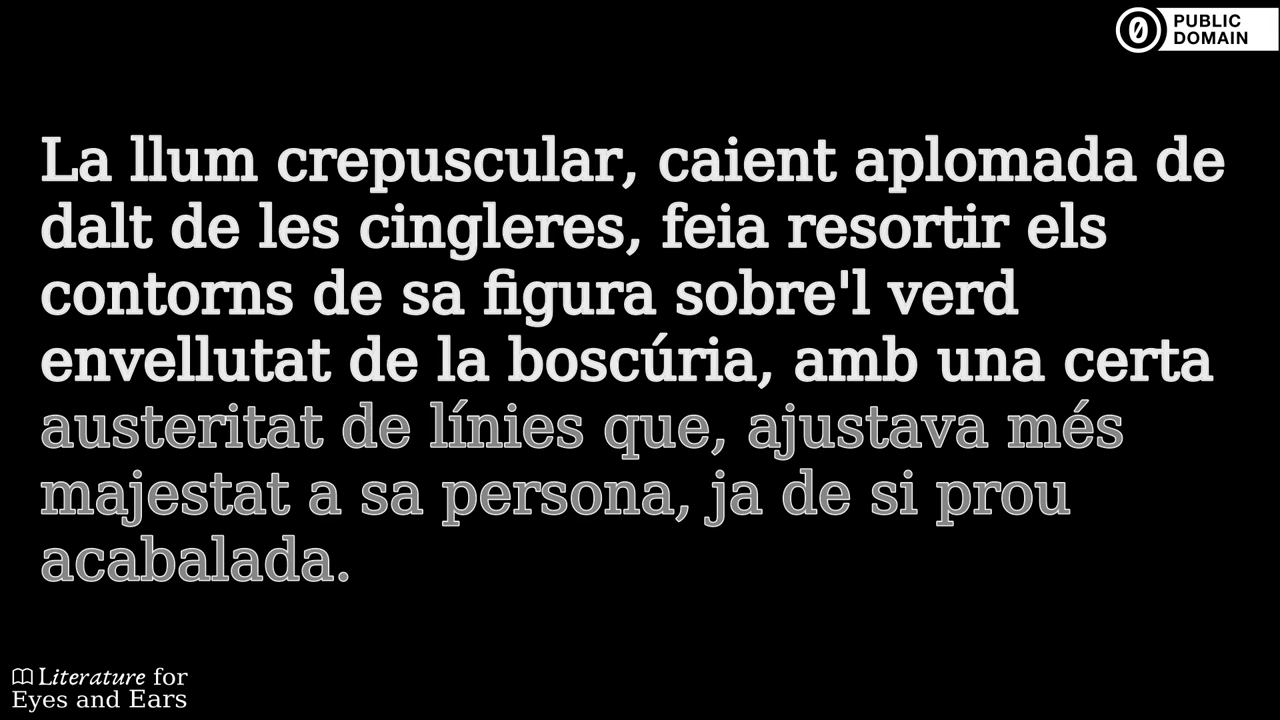 PUBLIC
DOMAIN
La llum crepuscular, caient aplomada de
dalt de les cingleres, feia resortir els
contorns de sa figura sobre'l verd
envellutat de la boscúria, amb una certa
austeritat de línies que, ajustava més
majestat a sa persona, ja de si prou
acabalada.
Literature for
Eyes and Ears